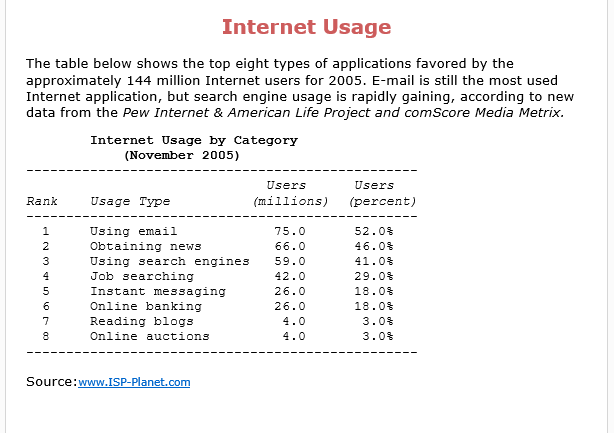 Internet Usage
The table below shows the top eight types of applications favored by the
approximately 144 million Internet users for 2005. E-mail is still the most used
Internet application, but search engine usage is rapidly gaining, according to new
data from the Pew Internet & American Life Project and comScore Media Metrix.
Internet Usage by Category
(November 2005)
Users Users
Rank Usage Type (millions) (percent)
1 Using email 75.0 52.0%
2 Obtaining news 66.0 46.0%
3 Using search engines 59.0 41.0%
4 Job searching 42.0 29.0%
5 Instant messaging 26.0 18.0%
6 Online banking 26.0 18.0%
7 Reading blogs 4.0 3.0%
8 Online auctions 4.0 3.0%
Source:www.ISP-Planet.com